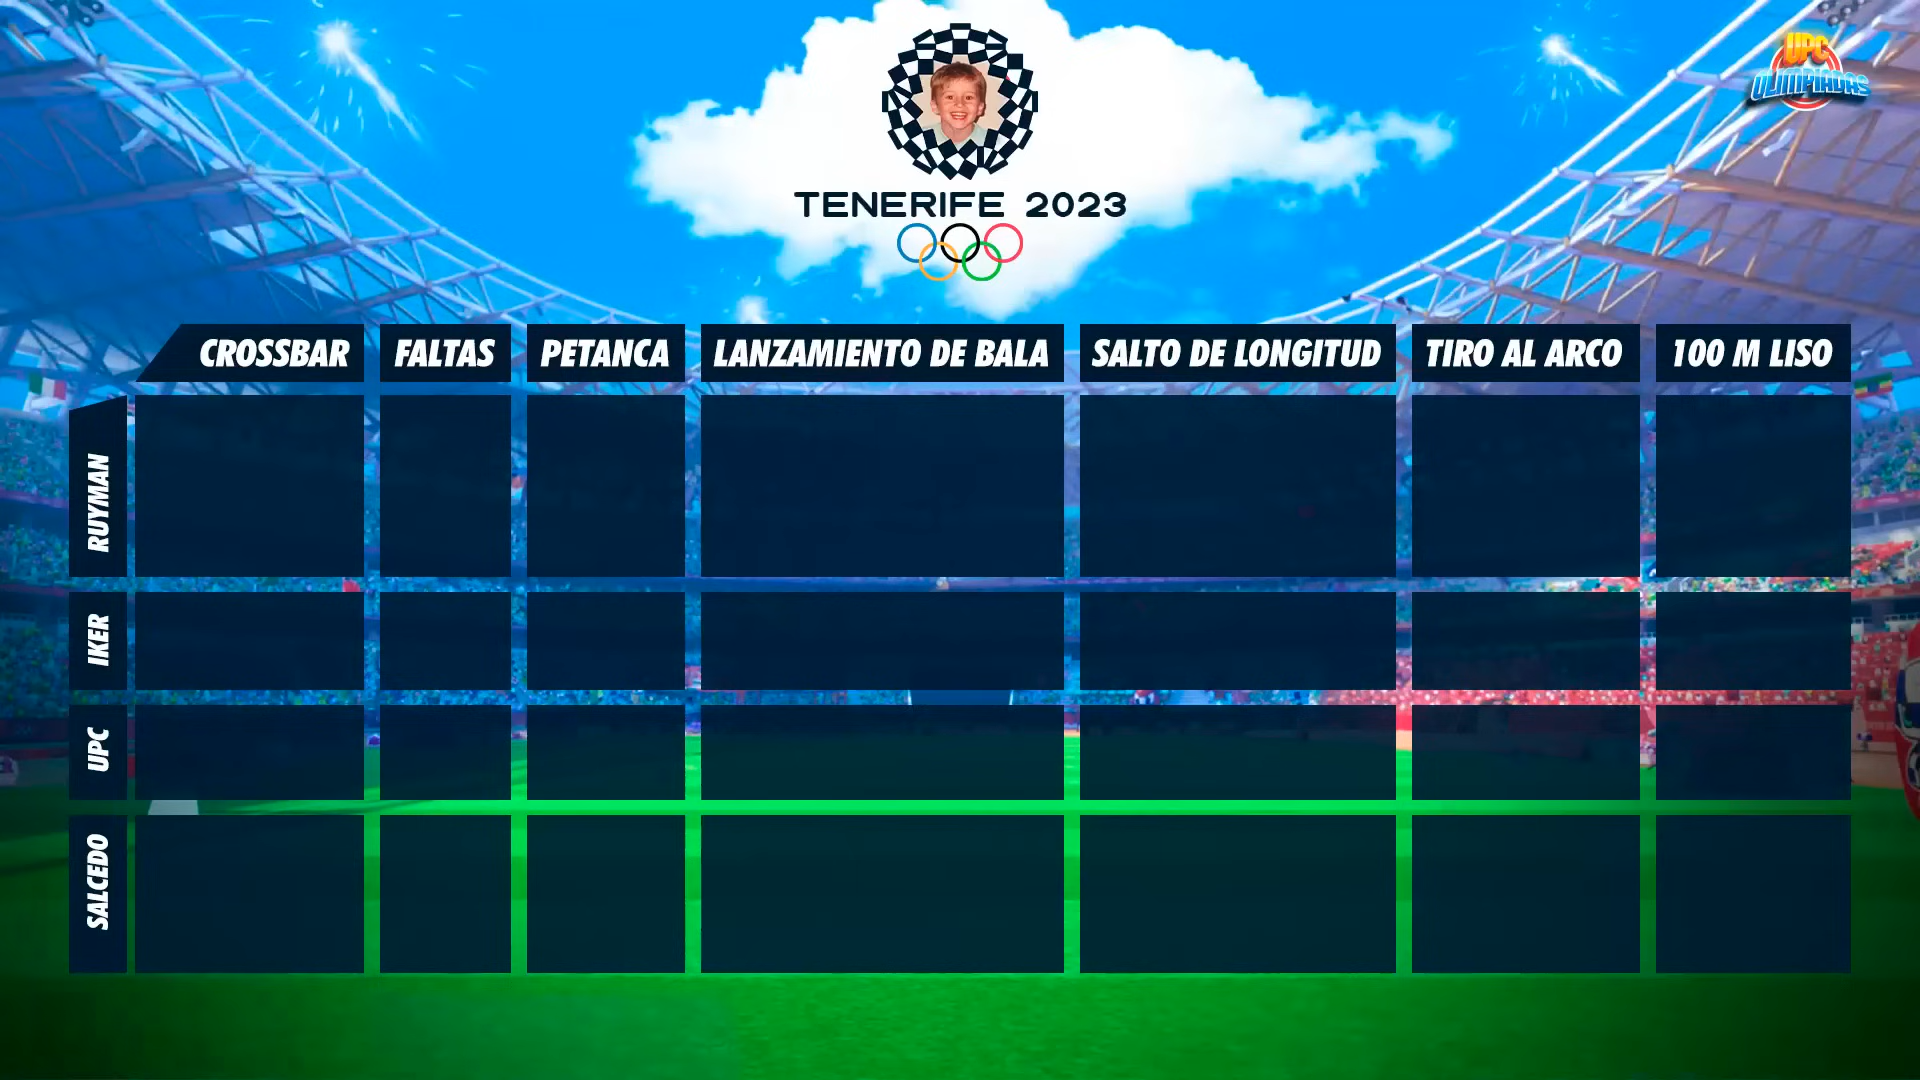 UPC
OLIMPIADAS
TENERIFE 2023
CROSSBAR FALTAS PETANCA LANZAMIENTO DE BALA SALTO DE LONGITUD TIRO AL ARCO 100 M LISO
RUYMAN
IKER
UPC
SALCEDO